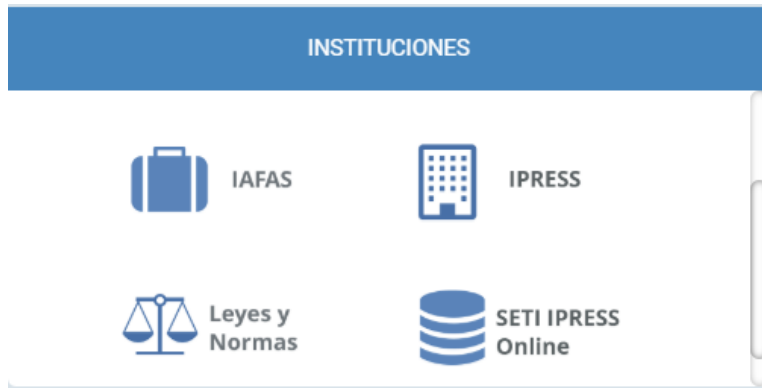 INSTITUCIONES
IAFAS
IPRESS
Leyes y
Normas
SETI IPRESS
Online